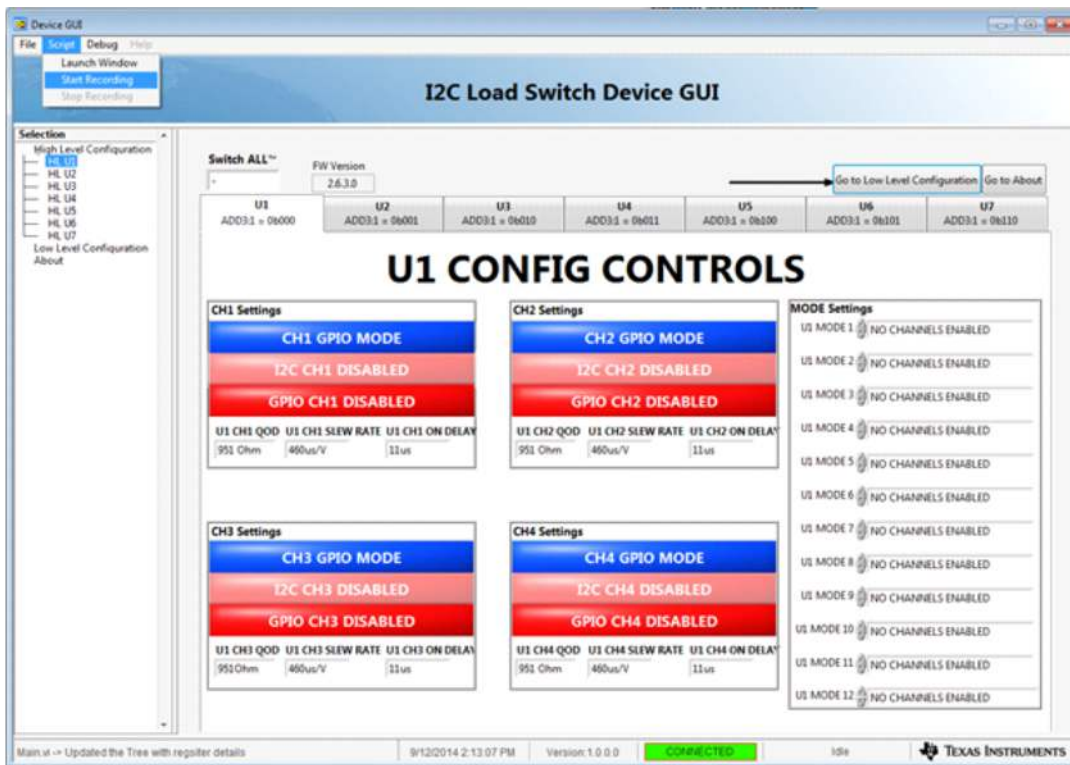 Device GUI
File Script Debug Help
Launch Window
Start Recording
Stop Recording
I2C Load Switch Device GUI
Selection
High Level Configuration
HL U1
HL U2
HL U3
HL U4
HL U5
HL U6
HL U7
Low Level Configuration
About
Switch ALL~
FW Version
-
2.6.3.0
Go to Low Level Configuration Go to About
U1 U2 U3 U4 U5 U6 U7
ADD3:1 = 0b000 ADD3:1 = 0b001 ADD3:1 = 0b010 ADD3:1 = 0b011 ADD3:1 = 0b100 ADD3:1 = 0b101 ADD3:1 = 0b110
U1 CONFIG CONTROLS
CH1 Settings
CH1 GPIO MODE
I2C CH1 DISABLED
GPIO CH1 DISABLED
U1 CH1 QOD U1 CH1 SLEW RATE U1 CH1 ON DELAY
951 Ohm 460us/V 11us
CH2 Settings
CH2 GPIO MODE
I2C CH2 DISABLED
GPIO CH2 DISABLED
U1 CH2 QOD U1 CH2 SLEW RATE U1 CH2 ON DELAY
951 Ohm 460us/V 11us
CH3 Settings
CH3 GPIO MODE
I2C CH3 DISABLED
GPIO CH3 DISABLED
U1 CH3 QOD U1 CH3 SLEW RATE U1 CH3 ON DELAY
951Ohm 460us/V 11us
CH4 Settings
CH4 GPIO MODE
I2C CH4 DISABLED
GPIO CH4 DISABLED
U1 CH4 QOD U1 CH4 SLEW RATE U1 CH4 ON DELAY
951 Ohm 460us/V 11us
MODE Settings
U1 MODE 1 NO CHANNELS ENABLED
U1 MODE 2 NO CHANNELS ENABLED
U1 MODE 3 NO CHANNELS ENABLED
U1 MODE 4 NO CHANNELS ENABLED
U1 MODE 5 NO CHANNELS ENABLED
U1 MODE 6 NO CHANNELS ENABLED
U1 MODE 7 NO CHANNELS ENABLED
U1 MODE 8 NO CHANNELS ENABLED
U1 MODE 9 NO CHANNELS ENABLED
U1 MODE 10 NO CHANNELS ENABLED
U1 MODE 11 NO CHANNELS ENABLED
U1 MODE 12 NO CHANNELS ENABLED
Main.vi -> Updated the Tree with regsiter details 9/12/2014 2:13:07 PM Version:1.0.0.0 CONNECTED Idle TEXAS INSTRUMENTS